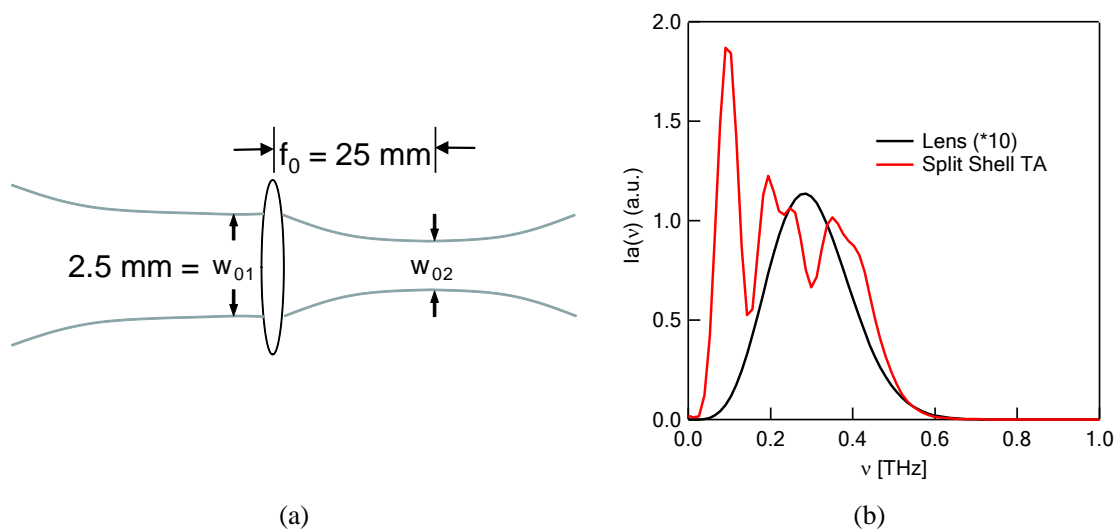 f₀ = 25 mm
2.5 mm = w₀₁
w₀₂
(a)
2.0
1.5
1.0
0.5
0.0
Ia(ν) (a.u.)
Lens (*10)
Split Shell TA
0.0 0.2 0.4 0.6 0.8 1.0
ν [THz]
(b)